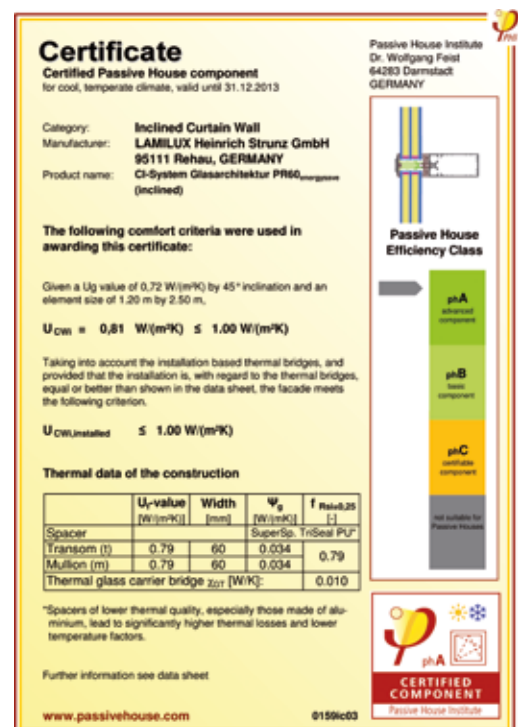 PHI
Certificate
Certified Passive House component
for cool, temperate climate, valid until 31.12.2013
Passive House Institute
Dr. Wolfgang Feist
64283 Darmstadt
GERMANY
Category: Inclined Curtain Wall
Manufacturer: LAMILUX Heinrich Strunz GmbH
95111 Rehau, GERMANY
Product name: CI-System Glasarchitektur PR60energysave
(inclined)
The following comfort criteria were used in
awarding this certificate:
Given a Ug value of 0,72 W/(m²K) by 45° inclination and an
element size of 1.20 m by 2.50 m,
U CWi = 0,81 W/(m²K) ≤ 1.00 W/(m²K)
Taking into account the installation based thermal bridges, and
provided that the installation is, with regard to the thermal bridges,
equal or better than shown in the data sheet, the facade meets
the following criterion.
U CWi,installed ≤ 1.00 W/(m²K)
Thermal data of the construction
Uf-value Width Ψg f Rsi=0,25
[W/(m²K)] [mm] [W/(mK)] [-]
Spacer SuperSp. TriSeal PU*
Transom (t) 0.79 60 0.034 0.79
Mullion (m) 0.79 60 0.034
Thermal glass carrier bridge χGT [W/K]: 0.010
*Spacers of lower thermal quality, especially those made of alu-
minium, lead to significantly higher thermal losses and lower
temperature factors.
Further information see data sheet
www.passivehouse.com 0159ic03
Passive House
Efficiency Class
phA
advanced
component
phB
basic
component
phC
certifiable
component
not suitable for
Passive Houses
phA
CERTIFIED
COMPONENT
Passive House Institute